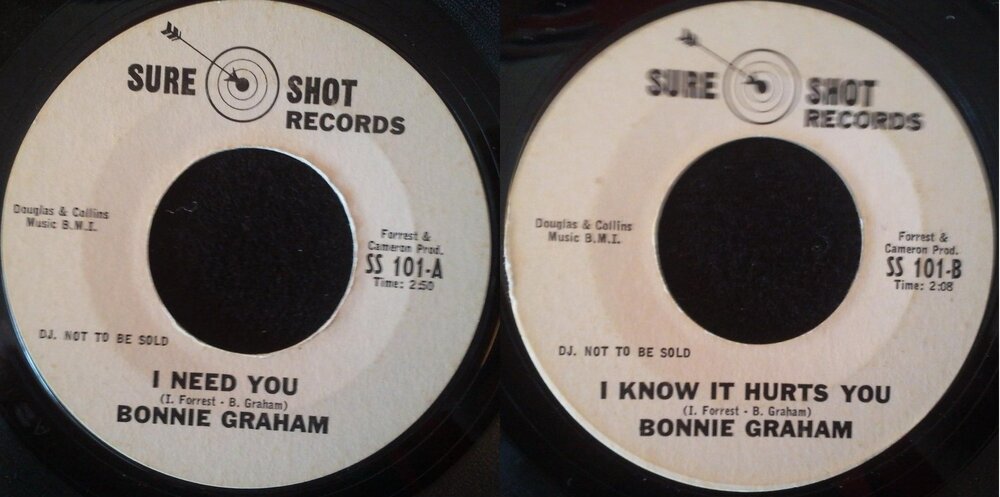 SURE SHOT
RECORDS
Douglas & Collins
Music B.M.I.
Forrest &
Cameron Prod.
SS 101-A
Time: 2:50
DJ. NOT TO BE SOLD
I NEED YOU
(I. Forrest - B. Graham)
BONNIE GRAHAM
SURE SHOT
RECORDS
Douglas & Collins
Music B.M.I.
Forrest &
Cameron Prod.
SS 101-B
Time: 2:08
DJ. NOT TO BE SOLD
I KNOW IT HURTS YOU
(I. Forrest - B. Graham)
BONNIE GRAHAM